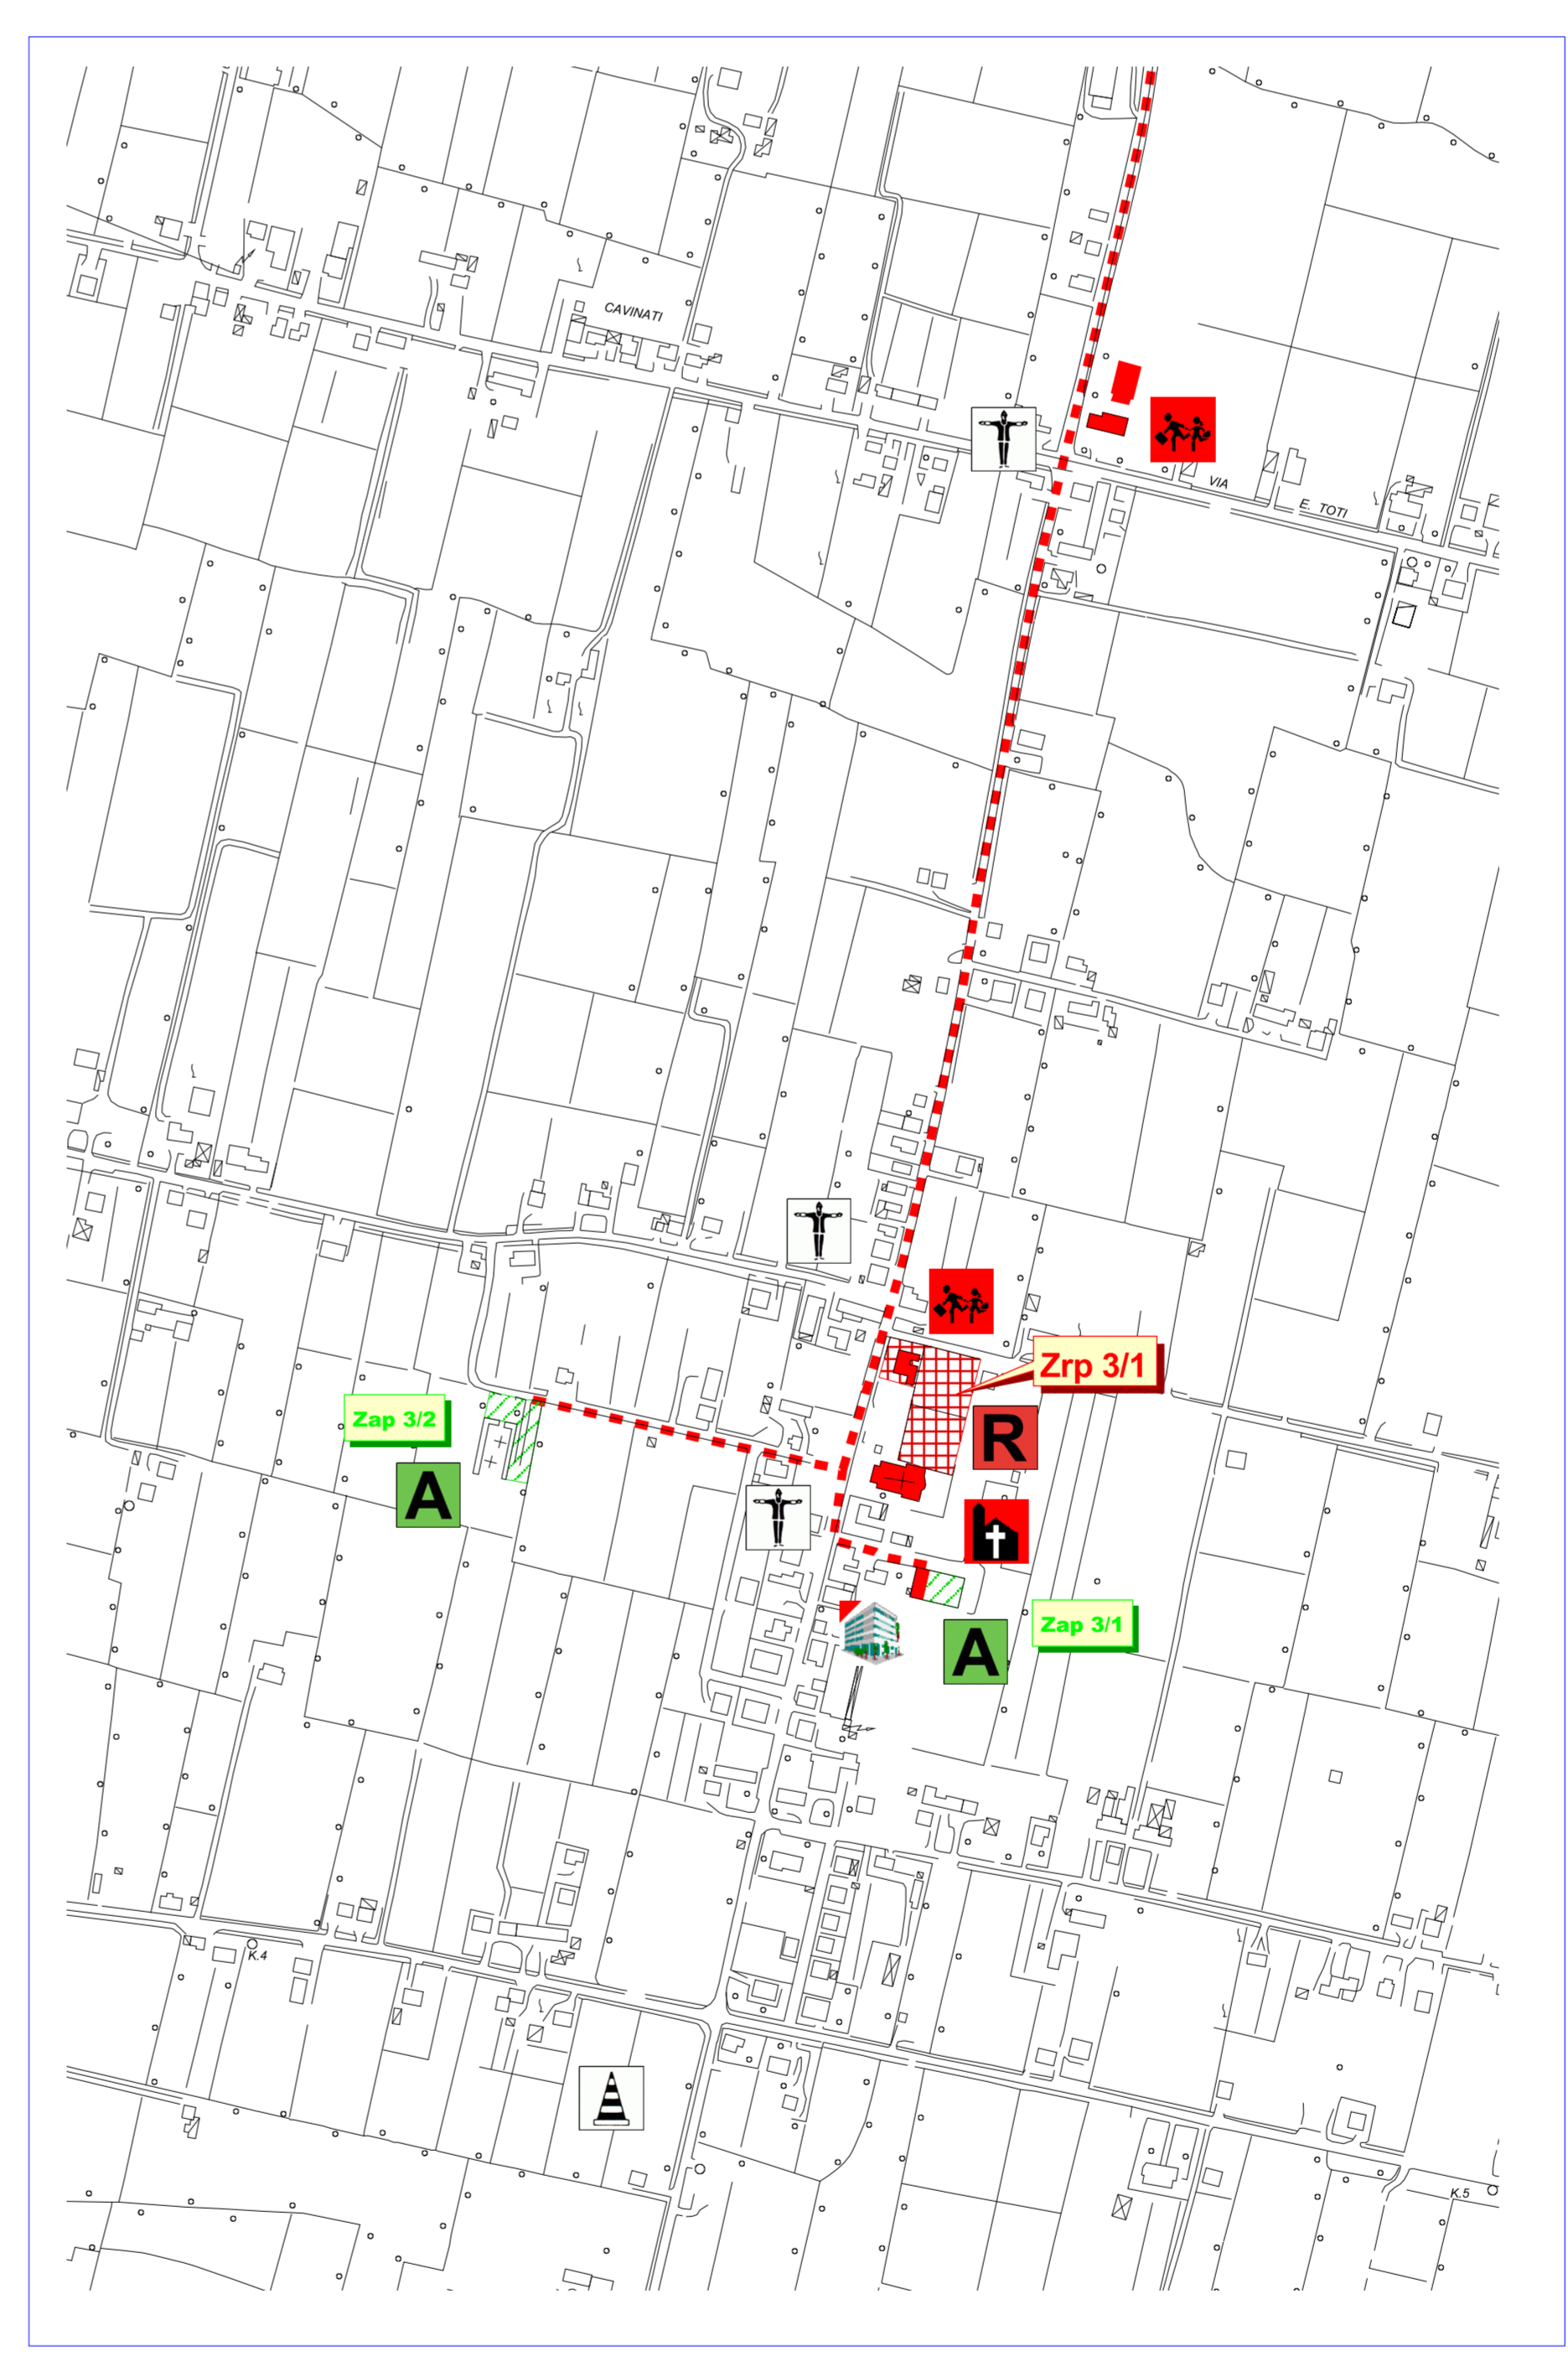 CAVINATI
VIA
E. TOTI
Zrp 3/1
Zap 3/2
R
A
Zap 3/1
A
K.4
K.5